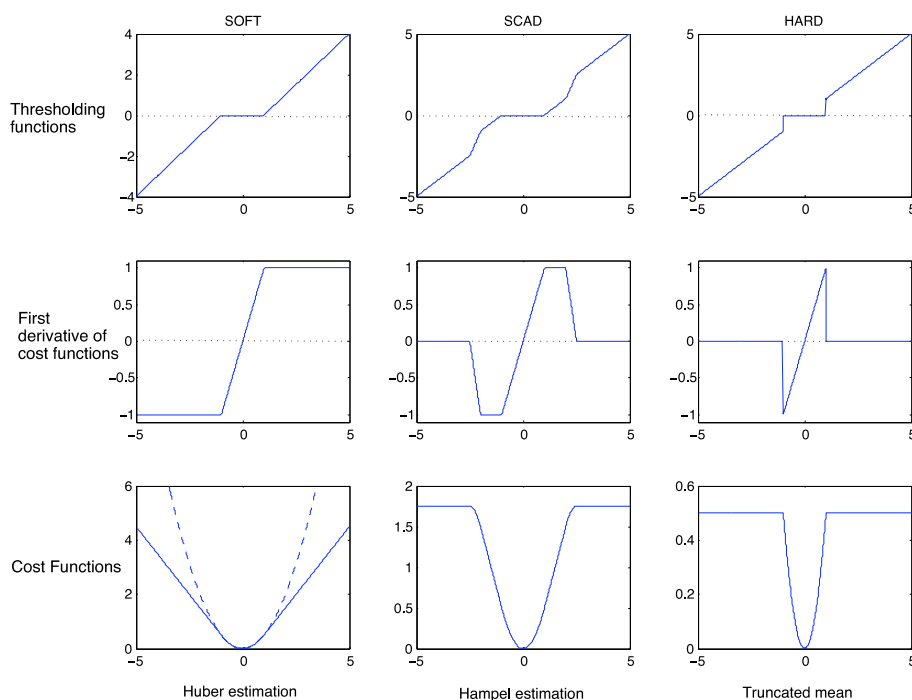 SOFT SCAD HARD
Thresholding
functions
4
2
0
−2
−4
−5 0 5
5
0
−5
−5 0 5
5
0
−5
−5 0 5
First
derivative of
cost functions
1
0.5
0
−0.5
−1
−5 0 5
1
0.5
0
−0.5
−1
−5 0 5
1
0.5
0
−0.5
−1
−5 0 5
Cost Functions
6
4
2
0
−5 0 5
2
1.5
1
0.5
0
−5 0 5
0.6
0.4
0.2
0
−5 0 5
Huber estimation Hampel estimation Truncated mean